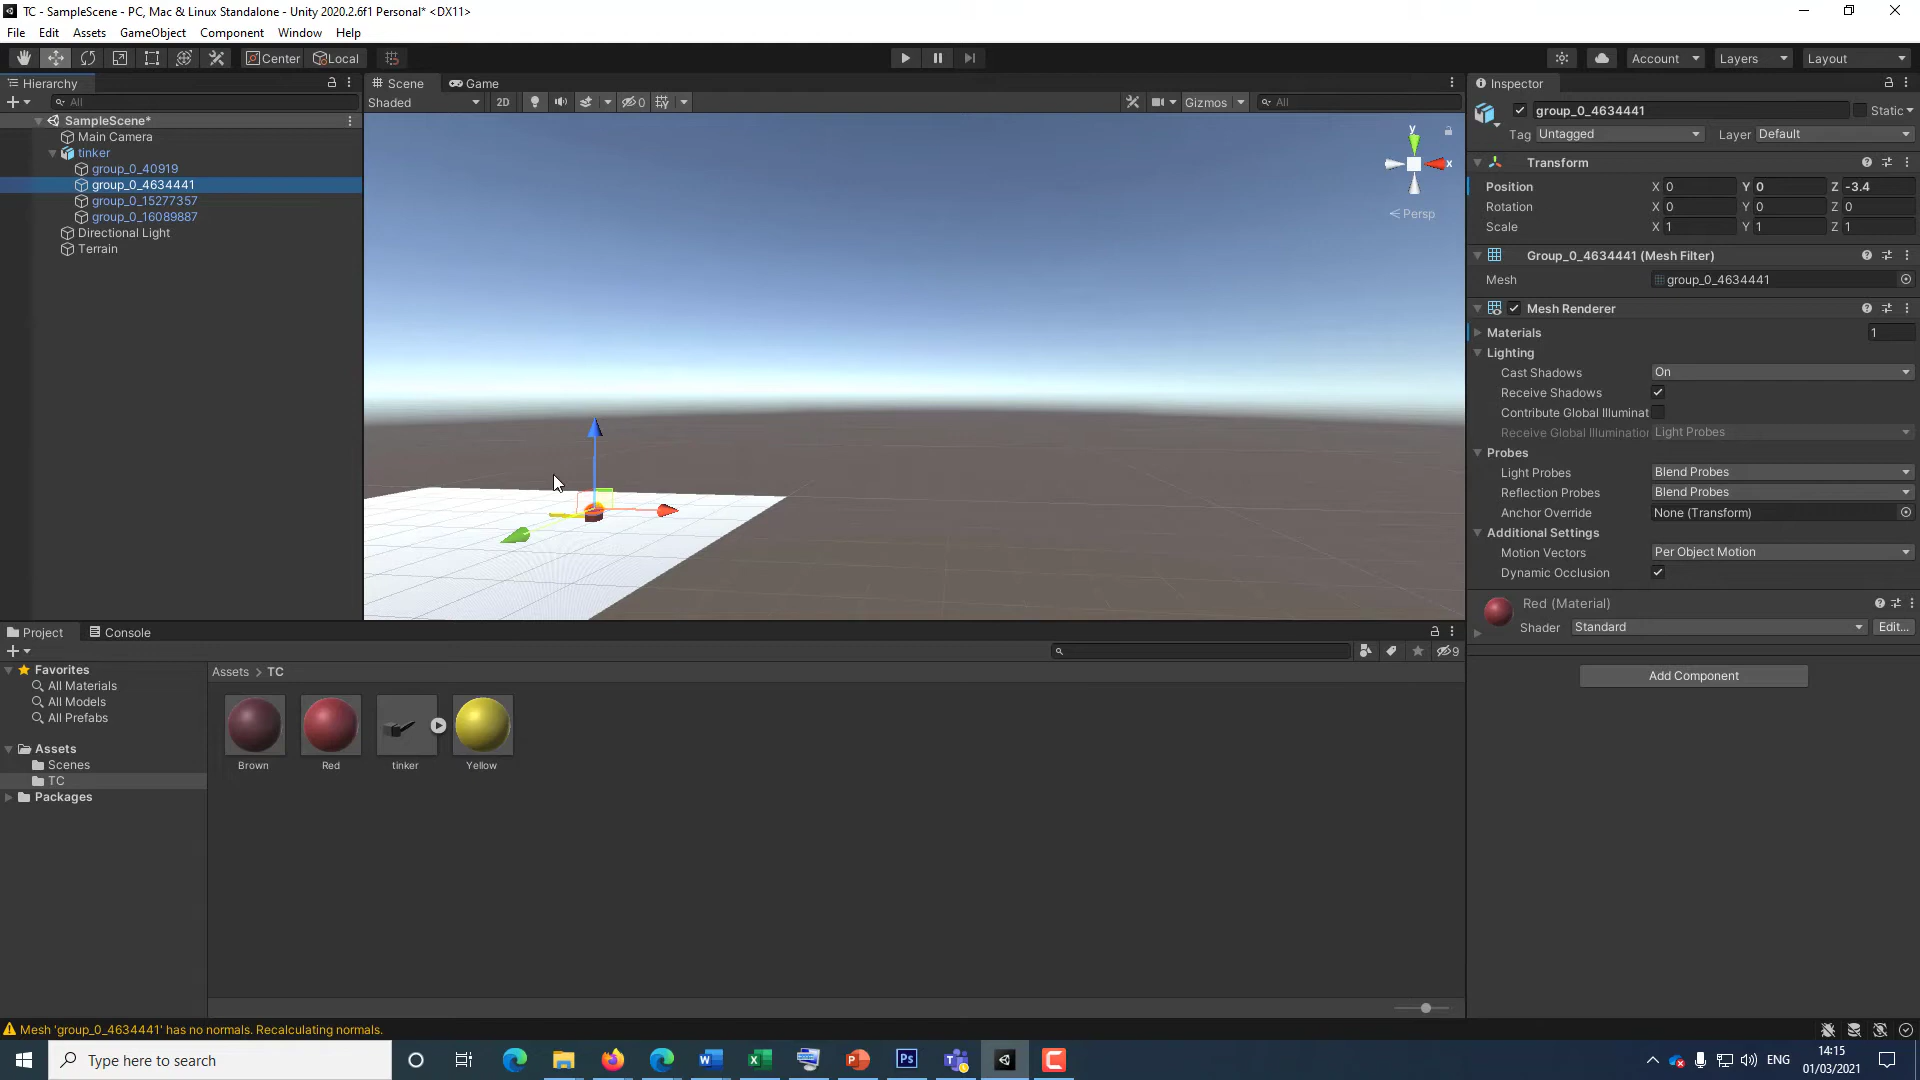 TC - SampleScene - PC, Mac & Linux Standalone - Unity 2020.2.6f1 Personal* <DX11>
File Edit Assets GameObject Component Window Help
Center Local Account Layers Layout
Hierarchy
All
SampleScene*
Main Camera
tinker
group_0_40919
group_0_4634441
group_0_15277357
group_0_16089887
Directional Light
Terrain
Scene Game
Shaded 2D 0 Gizmos All
y
x
Persp
Inspector
group_0_4634441 Static
Tag Untagged Layer Default
Transform
Position X 0 Y 0 Z -3.4
Rotation X 0 Y 0 Z 0
Scale X 1 Y 1 Z 1
Group_0_4634441 (Mesh Filter)
Mesh group_0_4634441
Mesh Renderer
Materials 1
Lighting
Cast Shadows On
Receive Shadows
Contribute Global Illuminat
Receive Global Illumination Light Probes
Probes
Light Probes Blend Probes
Reflection Probes Blend Probes
Anchor Override None (Transform)
Additional Settings
Motion Vectors Per Object Motion
Dynamic Occlusion
Red (Material)
Shader Standard Edit...
Add Component
Project Console
9
Favorites
All Materials
All Models
All Prefabs
Assets
Scenes
TC
Packages
Assets > TC
Brown Red tinker Yellow
Mesh 'group_0_4634441' has no normals. Recalculating normals.
Type here to search
ENG
14:15
01/03/2021